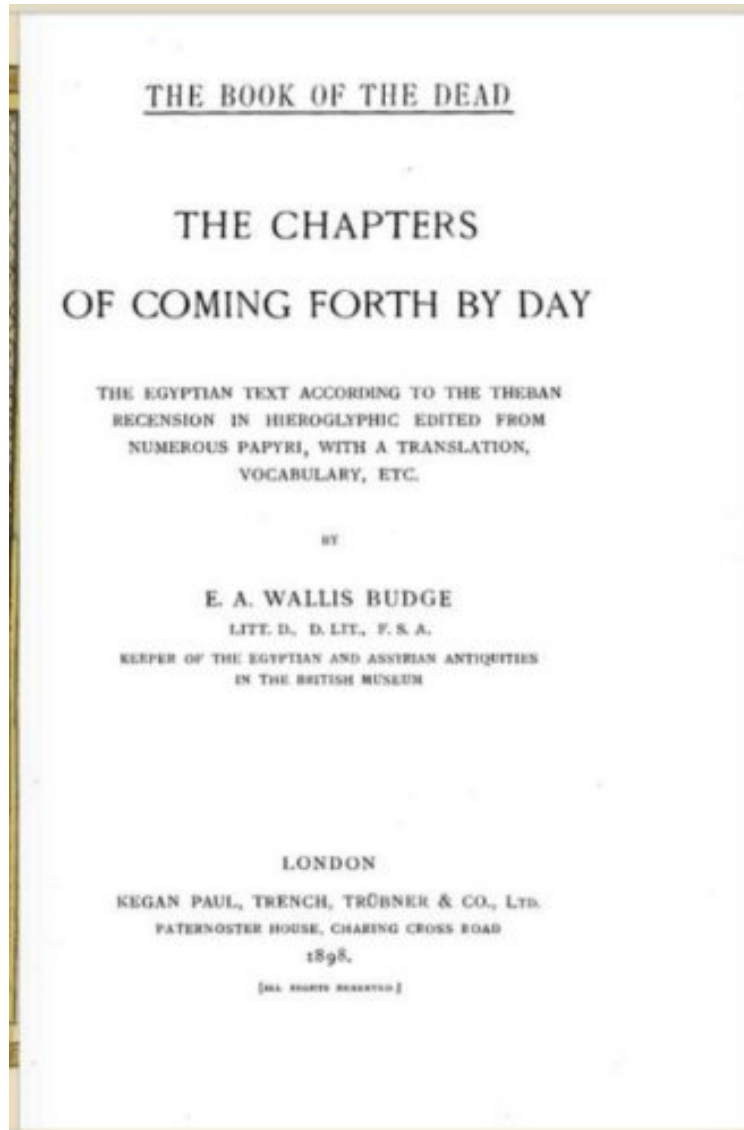 THE BOOK OF THE DEAD
THE CHAPTERS
OF COMING FORTH BY DAY
THE EGYPTIAN TEXT ACCORDING TO THE THEBAN
RECENSION IN HIEROGLYPHIC EDITED FROM
NUMEROUS PAPYRI, WITH A TRANSLATION,
VOCABULARY, ETC.
BY
E. A. WALLIS BUDGE
LITT. D., D. LIT., F. S. A.
KEEPER OF THE EGYPTIAN AND ASSYRIAN ANTIQUITIES
IN THE BRITISH MUSEUM
LONDON
KEGAN PAUL, TRENCH, TRÜBNER & CO., LTD.
PATERNOSTER HOUSE, CHARING CROSS ROAD
1898.
[ALL RIGHTS RESERVED.]